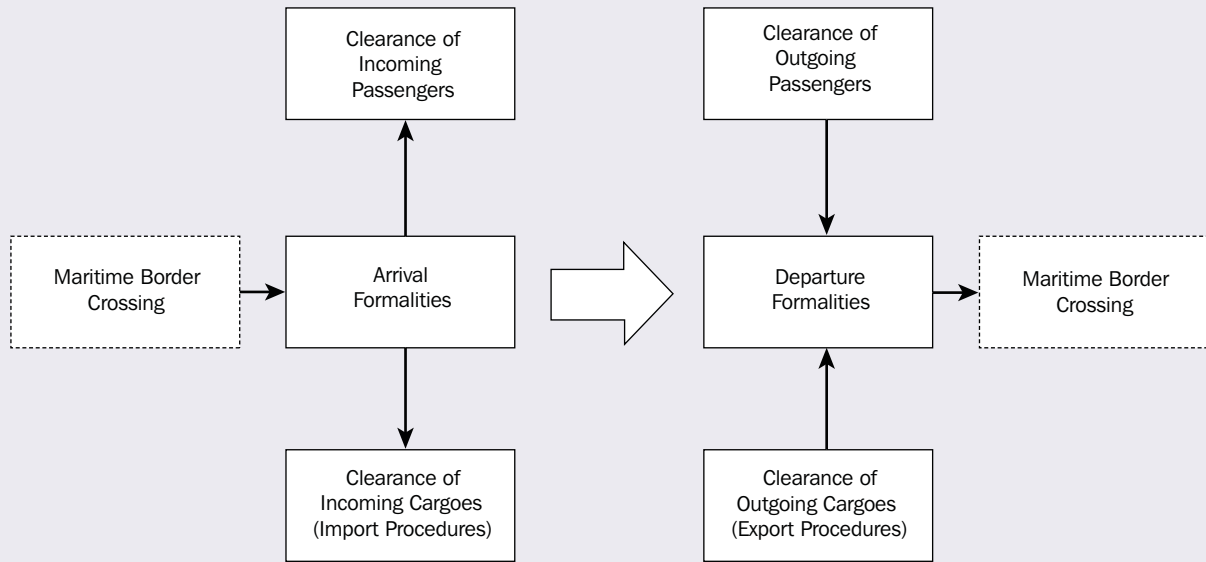 Clearance of
Incoming
Passengers
Clearance of
Outgoing
Passengers
Maritime Border
Crossing
Arrival
Formalities
Departure
Formalities
Maritime Border
Crossing
Clearance of
Incoming Cargoes
(Import Procedures)
Clearance of
Outgoing Cargoes
(Export Procedures)